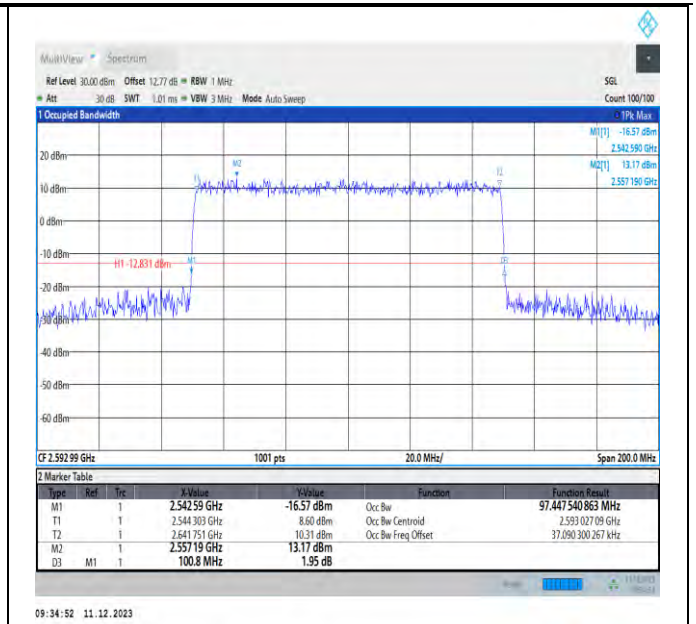 MultiView Spectrum
Ref Level 30.00 dBm Offset 12.77 dB RBW 1 MHz SGL
Att 30 dB SWT 1.01 ms VBW 3 MHz Mode Auto Sweep Count 100/100
1 Occupied Bandwidth 1Pk Max
M1[1] -16.57 dBm
2.542 590 GHz
M2[1] 13.17 dBm
2.557 190 GHz
20 dBm
M2
T1 T2
10 dBm
0 dBm
-10 dBm
H1 -12.831 dBm M1 D3
-20 dBm
-30 dBm
-40 dBm
-50 dBm
-60 dBm
CF 2.592 99 GHz 1001 pts 20.0 MHz/ Span 200.0 MHz
2 Marker Table
Type Ref Trc X-Value Y-Value Function Function Result
M1 1 2.542 59 GHz -16.57 dBm Occ Bw 97.447 540 863 MHz
T1 1 2.544 303 GHz 8.60 dBm Occ Bw Centroid 2.593 027 09 GHz
T2 1 2.641 751 GHz 10.31 dBm Occ Bw Freq Offset 37.090 300 267 kHz
M2 1 2.557 19 GHz 13.17 dBm
D3 M1 1 100.8 MHz 1.95 dB
09:34:52 11.12.2023